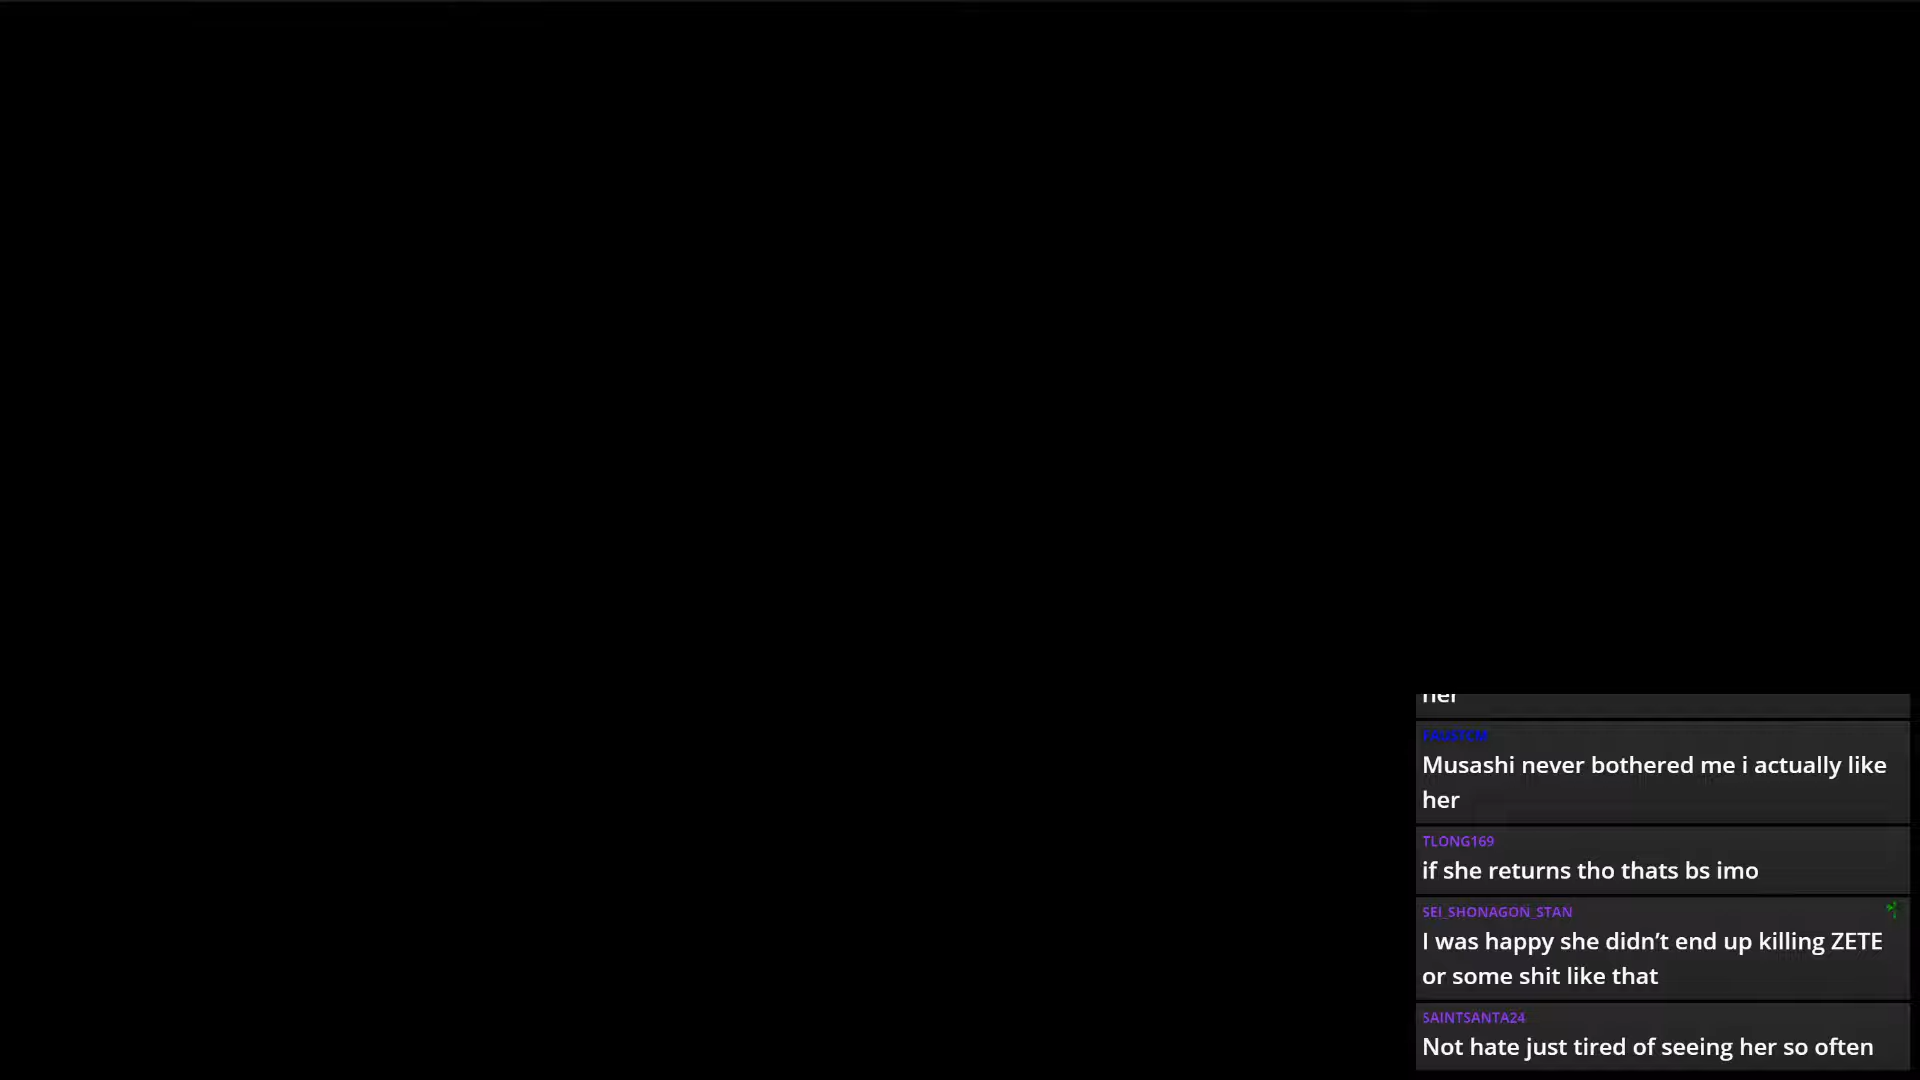 her
Musashi never bothered me i actually like
her
TLONG169
if she returns tho thats bs imo
SEI_SHONAGON_STAN
I was happy she didn’t end up killing ZETE
or some shit like that
SAINTSANTA24
Not hate just tired of seeing her so often